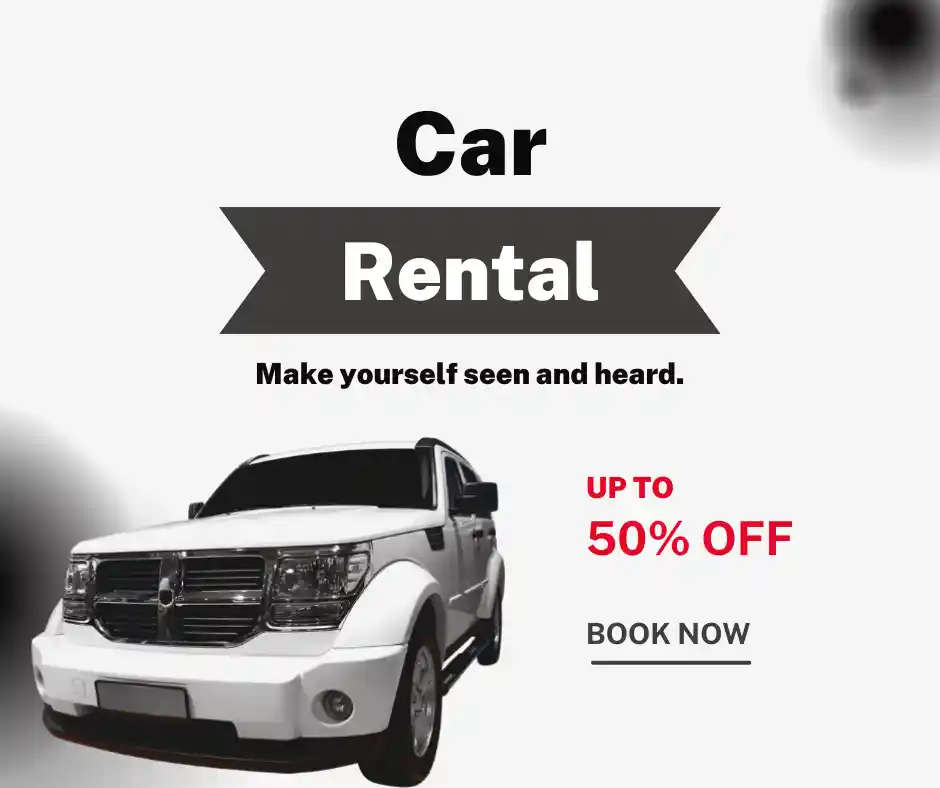 Car
Rental
Make yourself seen and heard.
UP TO
50% OFF
BOOK NOW